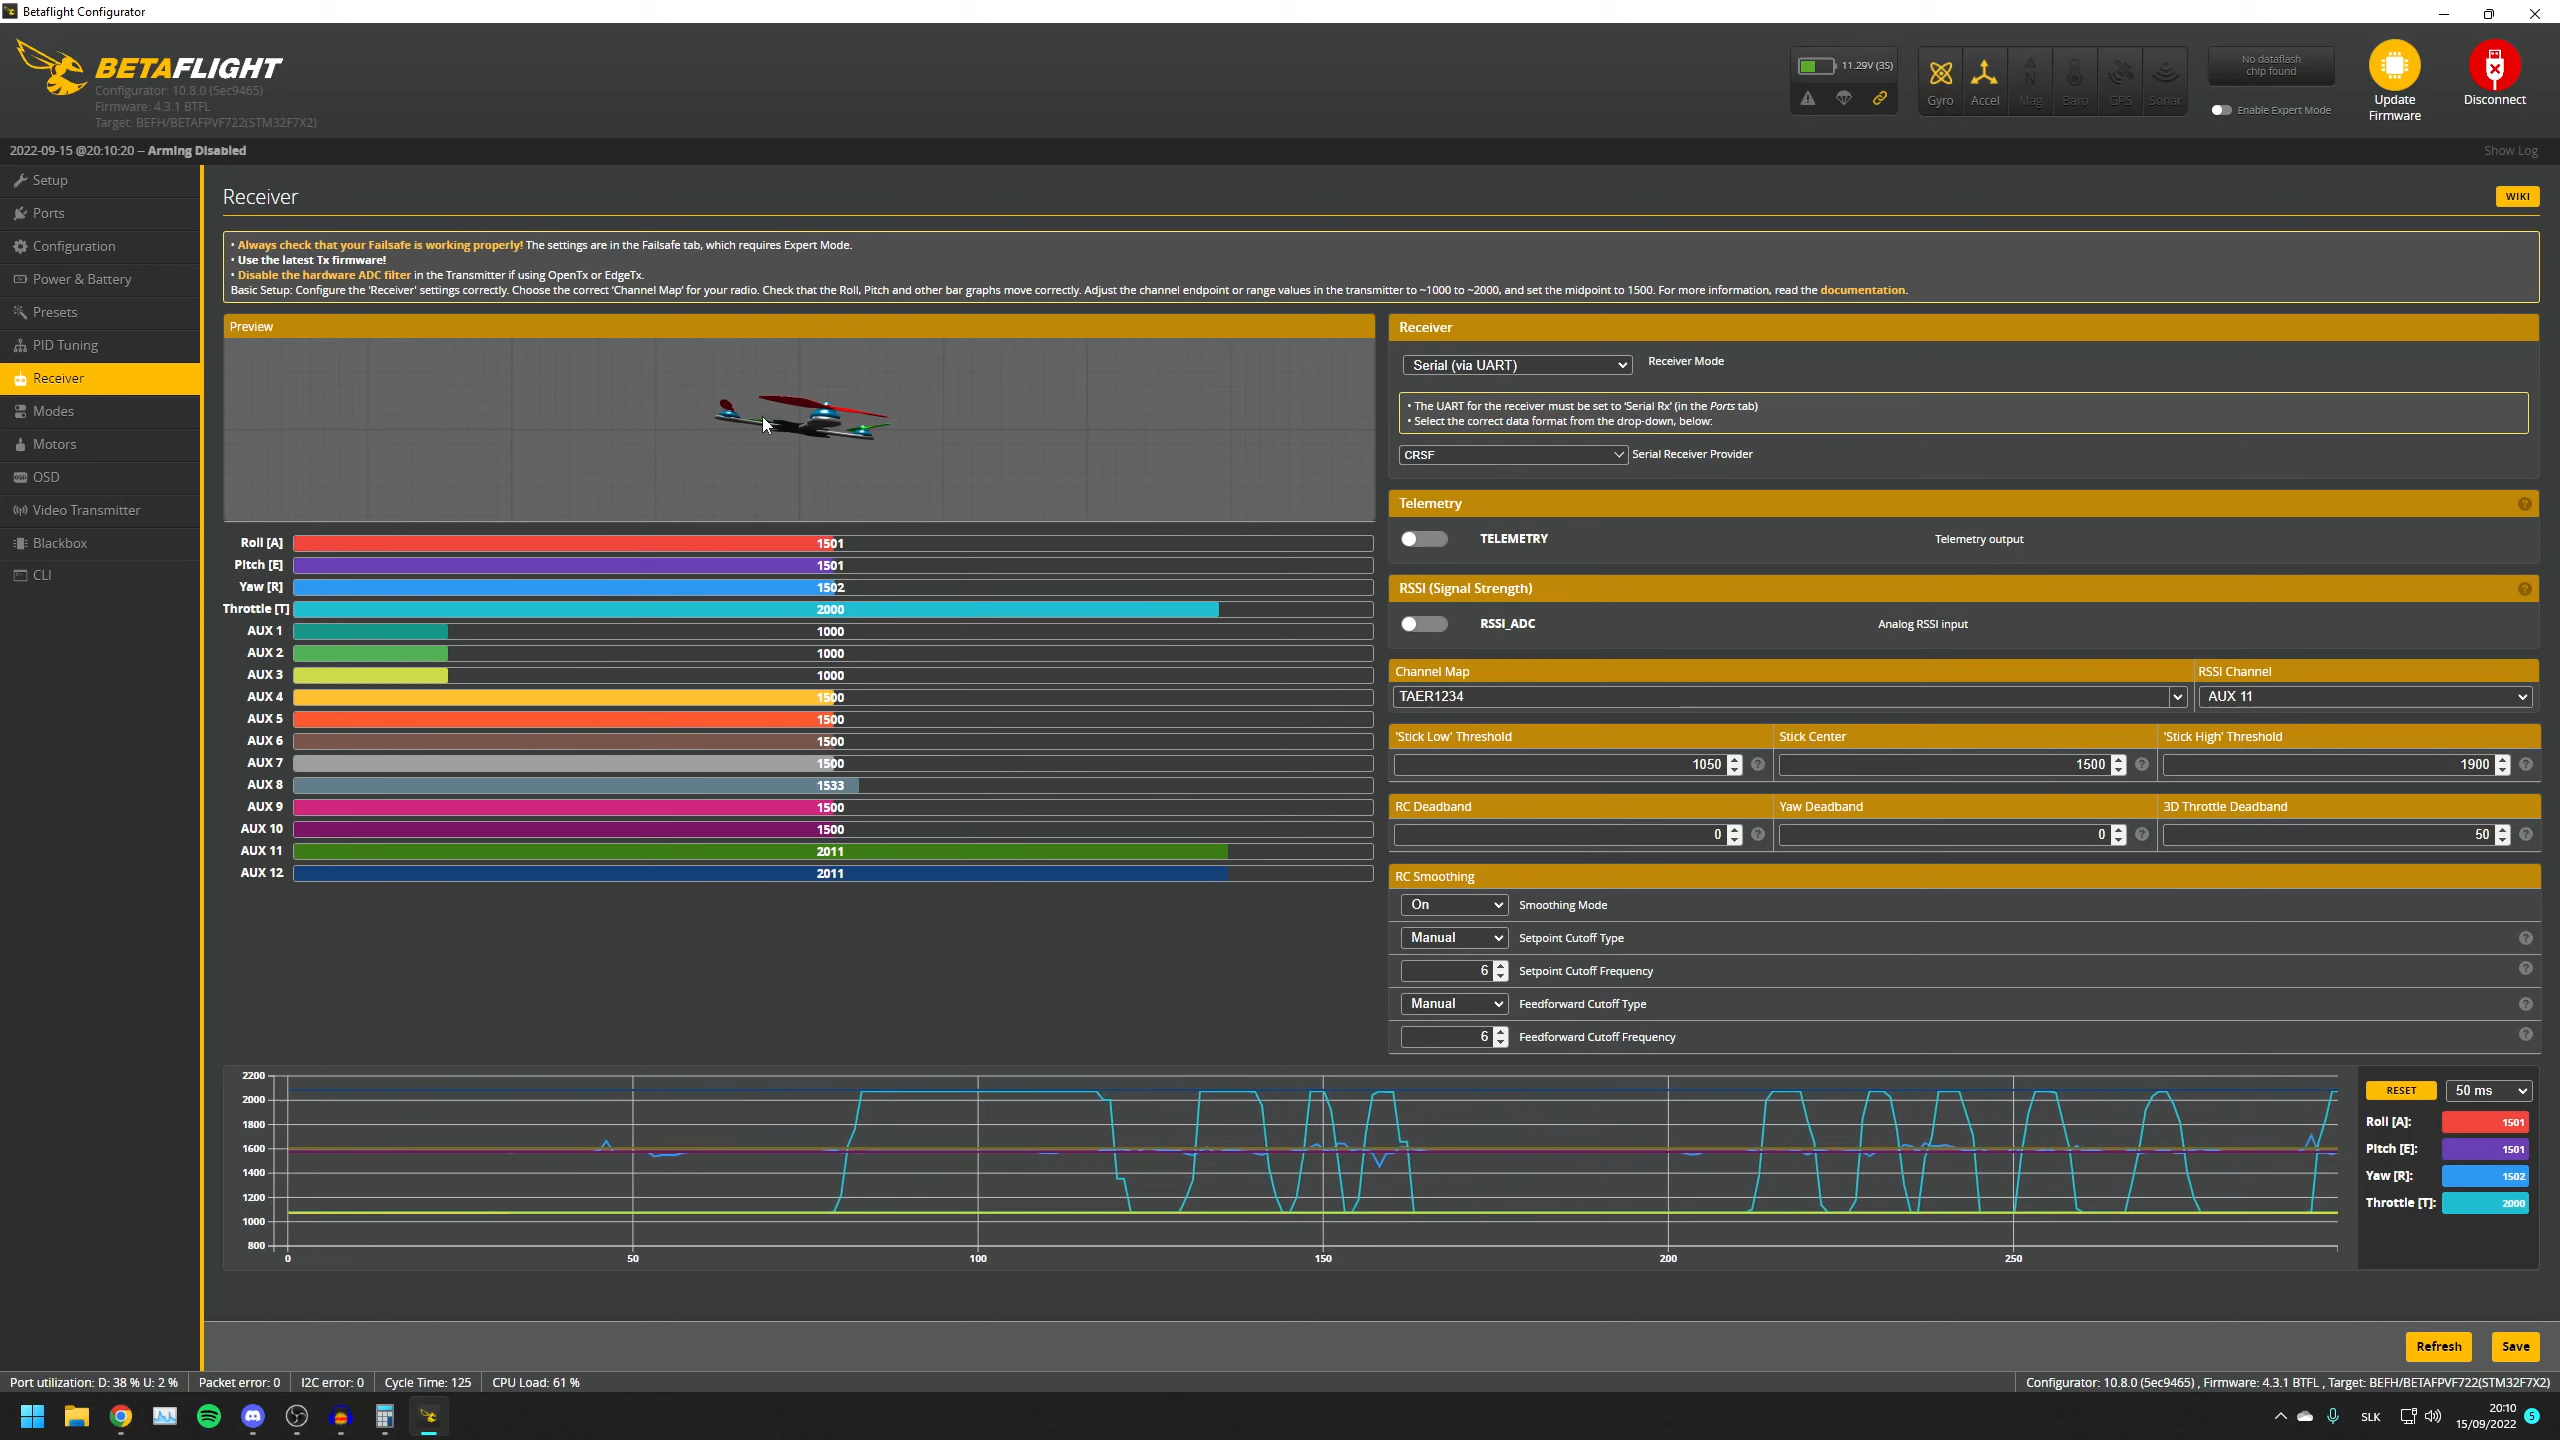 Betaflight Configurator
BETAFLIGHT
Configurator: 10.8.0 (5ec9465)
Firmware: 4.3.1 BTFL
Target: BEFH/BETAFPVF722(STM32F7X2)
11.29V (3S)
Gyro
Accel
Mag
Baro
GPS
Sonar
No dataflash
chip found
Enable Expert Mode
Update
Firmware
Disconnect
2022-09-15 @20:10:20 -- Arming Disabled
Show Log
Setup
Ports
Configuration
Power & Battery
Presets
PID Tuning
Receiver
Modes
Motors
OSD
Video Transmitter
Blackbox
CLI
Receiver
WIKI
• Always check that your Failsafe is working properly! The settings are in the Failsafe tab, which requires Expert Mode.
• Use the latest Tx firmware!
• Disable the hardware ADC filter in the Transmitter if using OpenTx or EdgeTx.
Basic Setup: Configure the 'Receiver' settings correctly. Choose the correct 'Channel Map' for your radio. Check that the Roll, Pitch and other bar graphs move correctly. Adjust the channel endpoint or range values in the transmitter to ~1000 to ~2000, and set the midpoint to 1500. For more information, read the documentation.
Preview
Roll [A] 1501
Pitch [E] 1501
Yaw [R] 1502
Throttle [T] 2000
AUX 1 1000
AUX 2 1000
AUX 3 1000
AUX 4 1500
AUX 5 1500
AUX 6 1500
AUX 7 1500
AUX 8 1533
AUX 9 1500
AUX 10 1500
AUX 11 2011
AUX 12 2011
Receiver
Serial (via UART) Receiver Mode
• The UART for the receiver must be set to 'Serial Rx' (in the Ports tab)
• Select the correct data format from the drop-down, below:
CRSF Serial Receiver Provider
Telemetry
TELEMETRY Telemetry output
RSSI (Signal Strength)
RSSI_ADC Analog RSSI input
Channel Map RSSI Channel
TAER1234 AUX 11
'Stick Low' Threshold Stick Center 'Stick High' Threshold
1050 1500 1900
RC Deadband Yaw Deadband 3D Throttle Deadband
0 0 50
RC Smoothing
On Smoothing Mode
Manual Setpoint Cutoff Type
6 Setpoint Cutoff Frequency
Manual Feedforward Cutoff Type
6 Feedforward Cutoff Frequency
2200
2000
1800
1600
1400
1200
1000
800
0 50 100 150 200 250
RESET 50 ms
Roll [A]: 1501
Pitch [E]: 1501
Yaw [R]: 1502
Throttle [T]: 2000
Refresh Save
Port utilization: D: 38 % U: 2 % Packet error: 0 I2C error: 0 Cycle Time: 125 CPU Load: 61 %
Configurator: 10.8.0 (5ec9465) , Firmware: 4.3.1 BTFL , Target: BEFH/BETAFPVF722(STM32F7X2)
SLK
20:10
15/09/2022
5